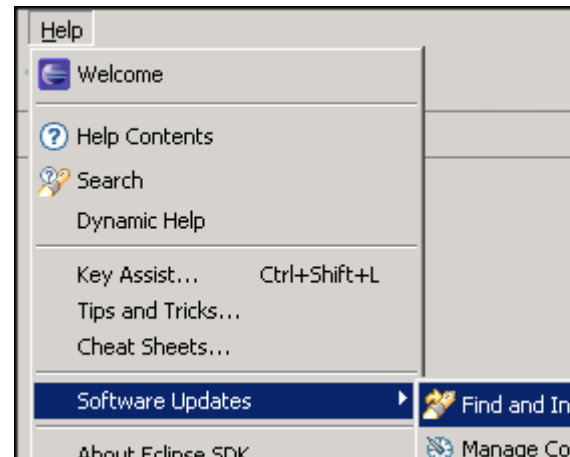 Help
Welcome
Help Contents
Search
Dynamic Help
Key Assist... Ctrl+Shift+L
Tips and Tricks...
Cheat Sheets...
Software Updates Find and In
About Eclipse SDK Manage Co